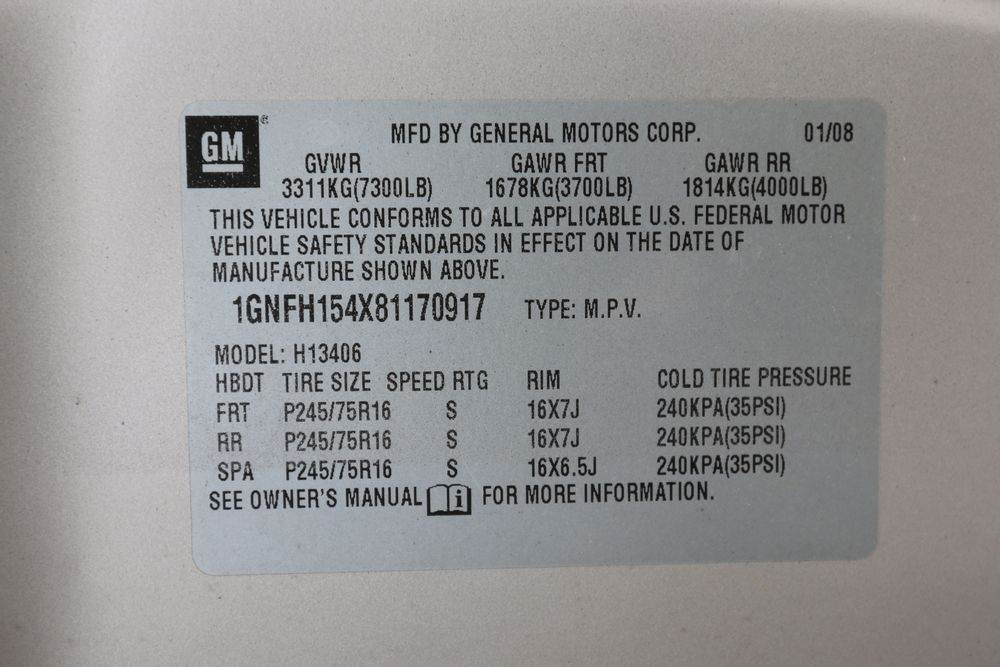 GM®
MFD BY GENERAL MOTORS CORP. 01/08
GVWR GAWR FRT GAWR RR
3311KG(7300LB) 1678KG(3700LB) 1814KG(4000LB)
THIS VEHICLE CONFORMS TO ALL APPLICABLE U.S. FEDERAL MOTOR
VEHICLE SAFETY STANDARDS IN EFFECT ON THE DATE OF
MANUFACTURE SHOWN ABOVE.
1GNFH154X81170917 TYPE: M.P.V.
MODEL: H13406
HBDT TIRE SIZE SPEED RTG RIM COLD TIRE PRESSURE
FRT P245/75R16 S 16X7J 240KPA(35PSI)
RR P245/75R16 S 16X7J 240KPA(35PSI)
SPA P245/75R16 S 16X6.5J 240KPA(35PSI)
SEE OWNER'S MANUAL i FOR MORE INFORMATION.